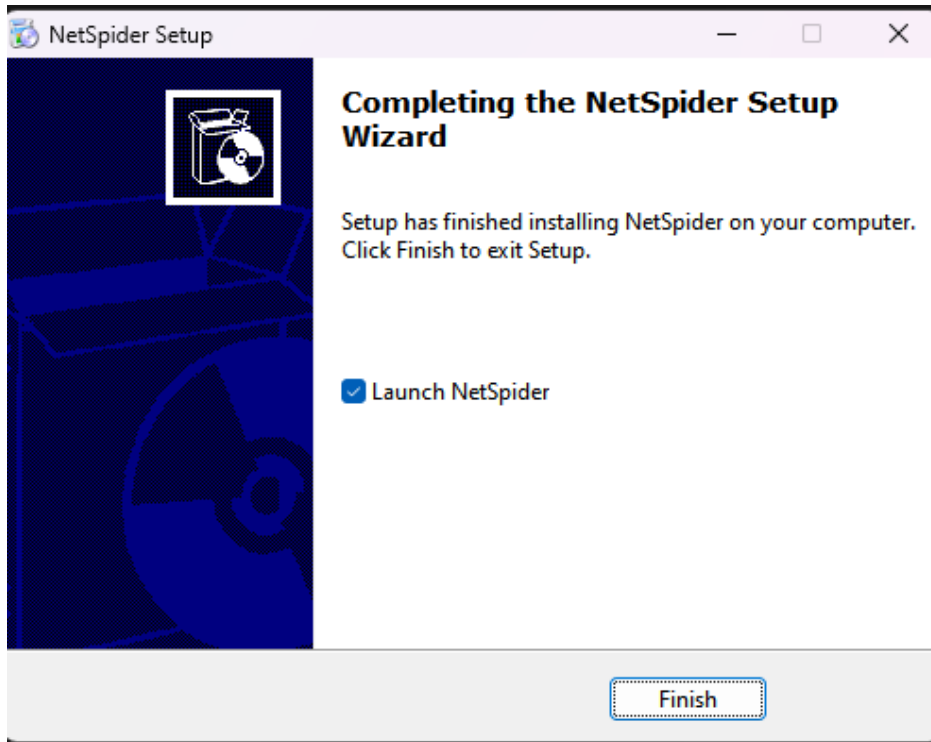 NetSpider Setup
Completing the NetSpider Setup
Wizard
Setup has finished installing NetSpider on your computer.
Click Finish to exit Setup.
Launch NetSpider
Finish